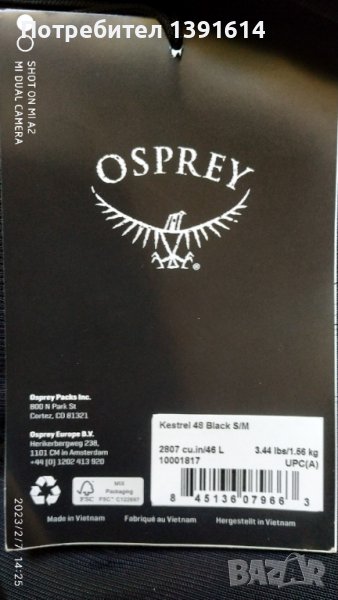 Потребител 1391614
SHOT ON MI A2
MI DUAL CAMERA
OSPREY
®
Osprey Packs Inc.
800 N Park St
Cortez, CO 81321
Osprey Europe B.V.
Herikerbergweg 238,
1101 CM in Amsterdam
+44 [0] 1202 413 920
Kestrel 48 Black S/M
2807 cu.in/46 L 3.44 lbs/1.56 kg
10001817 UPC(A)
8 45136 07966 3
MIX
Packaging
FSC
FSC™ C122697
Made in Vietnam Fabriqué au Vietnam Hergestellt in Vietnam
2023/2/7 14:25
BAZAR